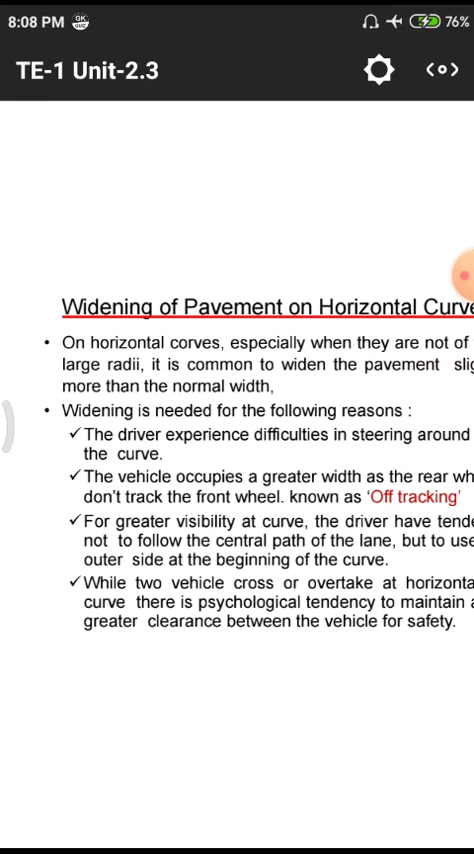 8:08 PM GK 76%
TE-1 Unit-2.3
Widening of Pavement on Horizontal Curve
• On horizontal corves, especially when they are not of
large radii, it is common to widen the pavement slig
more than the normal width,
• Widening is needed for the following reasons :
✓The driver experience difficulties in steering around
the curve.
✓The vehicle occupies a greater width as the rear wh
don't track the front wheel. known as ‘Off tracking’
✓For greater visibility at curve, the driver have tende
not to follow the central path of the lane, but to use
outer side at the beginning of the curve.
✓While two vehicle cross or overtake at horizonta
curve there is psychological tendency to maintain a
greater clearance between the vehicle for safety.